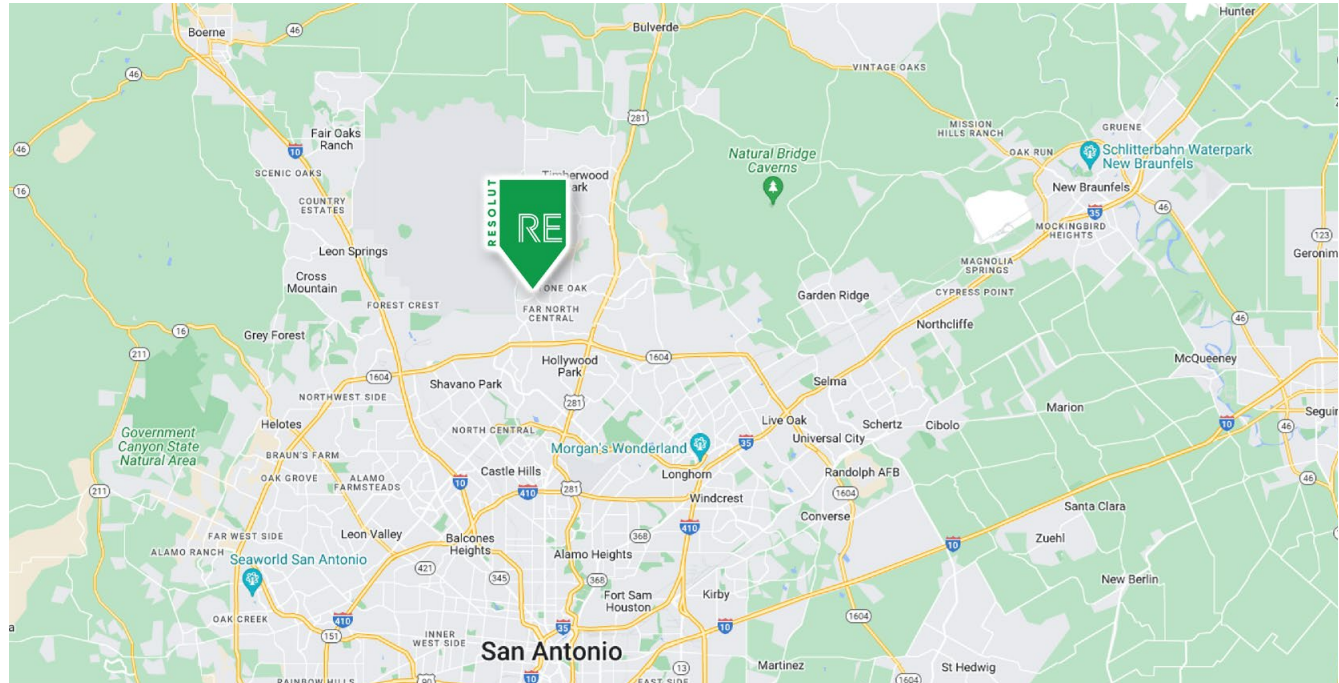 Hunter
Boerne
46
Bulverde
46
46
VINTAGE OAKS
46
10
Fair Oaks
Ranch
281
MISSION
HILLS RANCH
GRUENE
OAK RUN
Schlitterbahn Waterpark
New Braunfels
Natural Bridge
Caverns
SCENIC OAKS
16
COUNTRY
ESTATES
RESOLUT
RE
New Braunfels
35
46
MOCKINGBIRD
HEIGHTS
123
Leon Springs
MAGNOLIA
SPRINGS
Cross
Mountain
ONE OAK
FAR NORTH
CENTRAL
FOREST CREST
Garden Ridge
CYPRESS POINT
Northcliffe
46
16
Grey Forest
211
1604
Hollywood
Park
1604
McQueeney
Shavano Park
Selma
NORTHWEST SIDE
281
Marion
Helotes
NORTH CENTRAL
Live Oak
Schertz
Cibolo
10
46
Government
Canyon State
Natural Area
BRAUN'S FARM
Morgan's Wonderland
35
Universal City
OAK GROVE
ALAMO
FARMSTEADS
Castle Hills
Longhorn
Randolph AFB
46
211
10
410
281
Windcrest
1604
Santa Clara
FAR WEST SIDE
Leon Valley
Balcones
Heights
368
410
Converse
Zuehl
10
ALAMO RANCH
Seaworld San Antonio
Alamo Heights
421
345
368
New Berlin
Fort Sam
Houston
Kirby
OAK CREEK
410
151
INNER
WEST SIDE
35
10
1604
San Antonio
13
Martinez
St Hedwig
10
90
1604